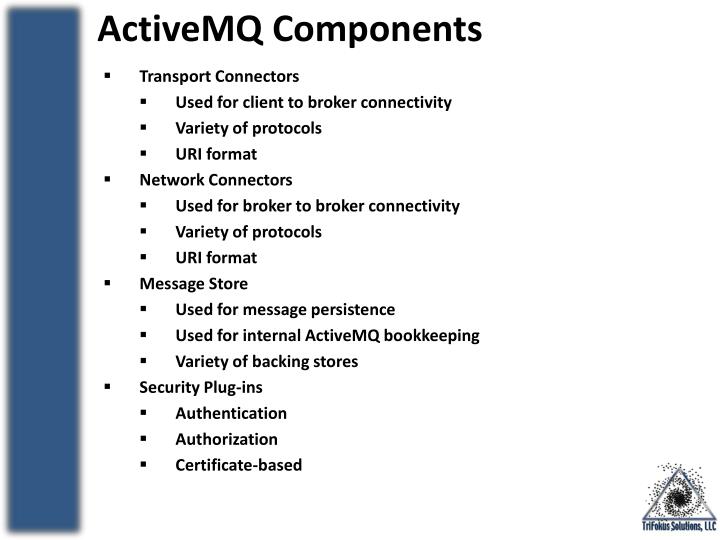 ActiveMQ Components
▪ Transport Connectors
▪ Used for client to broker connectivity
▪ Variety of protocols
▪ URI format
▪ Network Connectors
▪ Used for broker to broker connectivity
▪ Variety of protocols
▪ URI format
▪ Message Store
▪ Used for message persistence
▪ Used for internal ActiveMQ bookkeeping
▪ Variety of backing stores
▪ Security Plug-ins
▪ Authentication
▪ Authorization
▪ Certificate-based
TriFokus Solutions, LLC